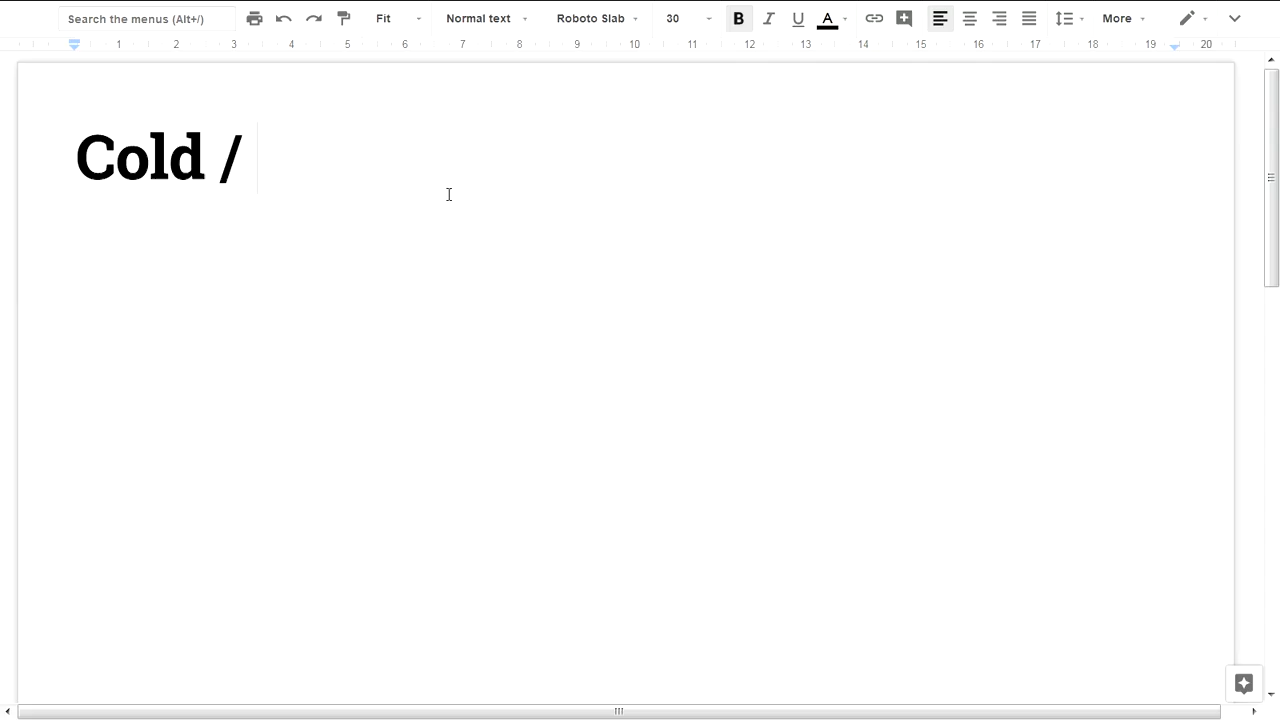 Search the menus (Alt+/) Fit Normal text Roboto Slab 30 B I U A More
1 2 3 4 5 6 7 8 9 10 11 12 13 14 15 16 17 18 19 20
Cold /